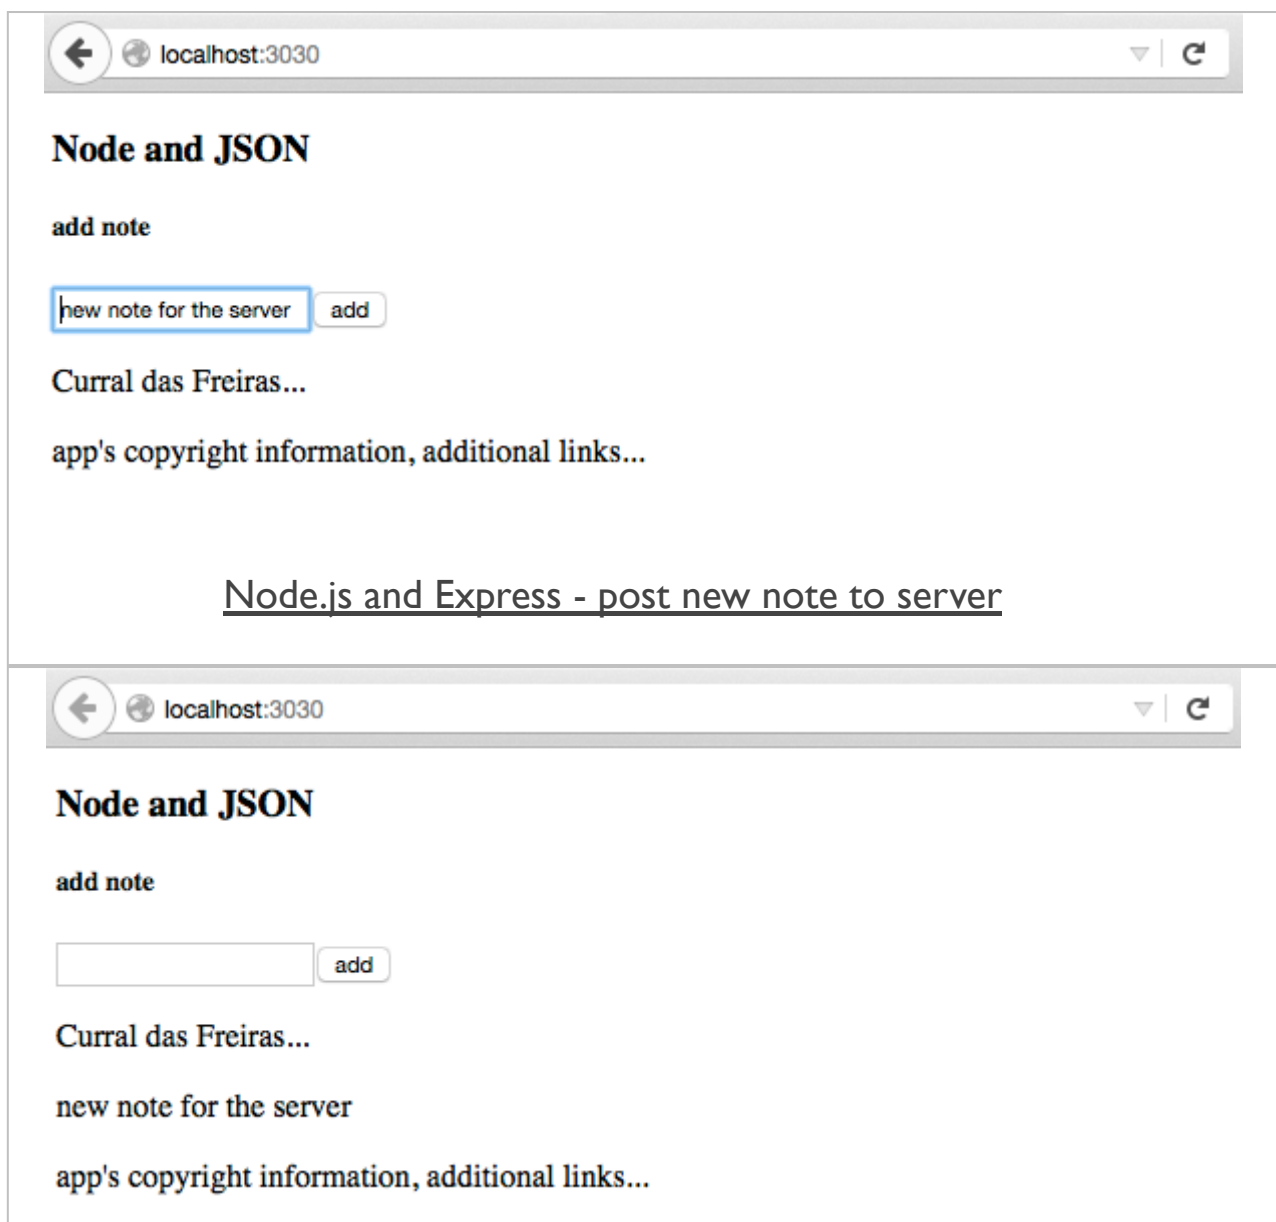 localhost:3030
Node and JSON
add note
new note for the server add
Curral das Freiras...
app's copyright information, additional links...
Node.js and Express - post new note to server
localhost:3030
Node and JSON
add note
add
Curral das Freiras...
new note for the server
app's copyright information, additional links...